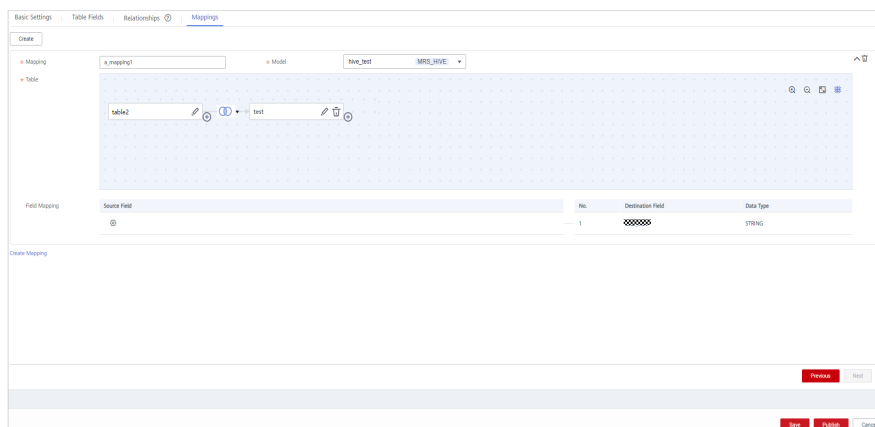 Basic Settings Table Fields Relationships ? Mappings
Create
* Mapping a_mapping1 * Model hive_test MRS_HIVE
* Table
table2 test
Field Mapping Source Field No. Destination Field Data Type
1 STRING
Create Mapping
Previous Next
Save Publish Cancel